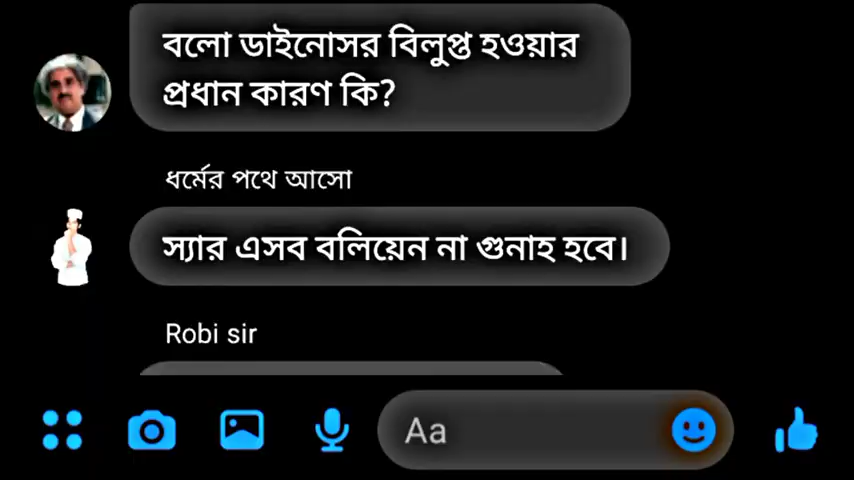 বলো ডাইনোসর বিলুপ্ত হওয়ার
প্রধান কারণ কি?
ধর্মের পথে আসো
স্যার এসব বলিয়েন না গুনাহ হবে।
Robi sir
Aa